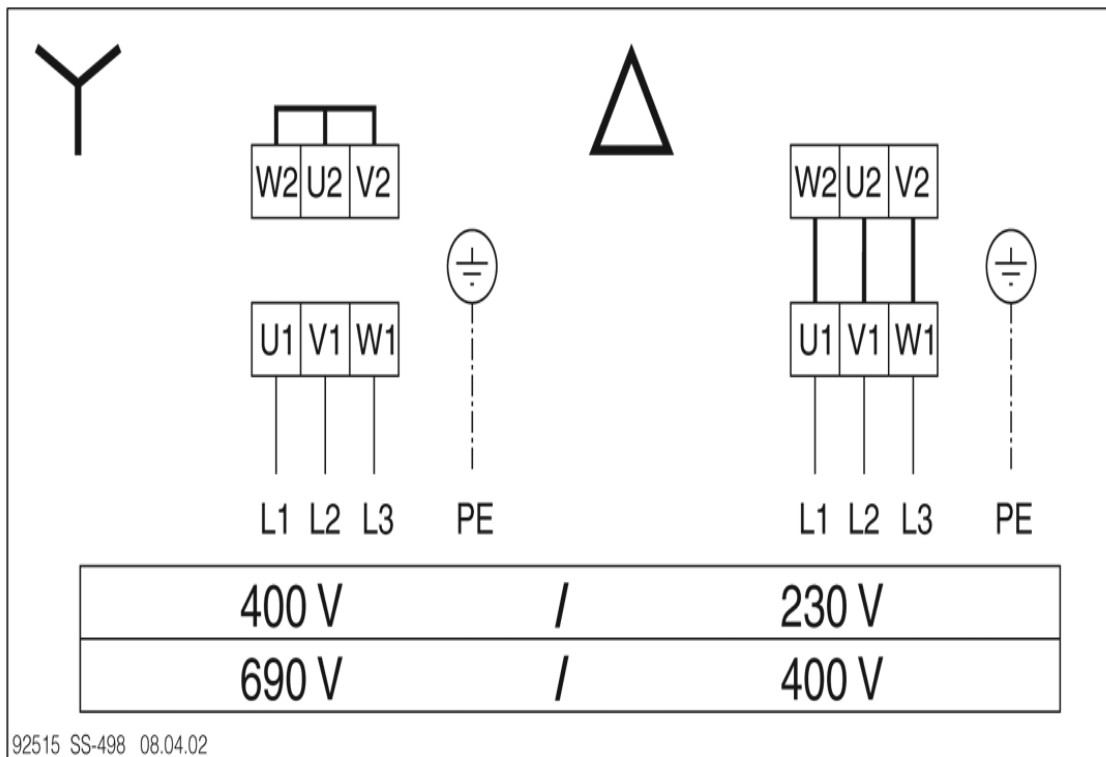 W2 U2 V2 W2 U2 V2
U1 V1 W1 U1 V1 W1
L1 L2 L3 PE L1 L2 L3 PE
400 V / 230 V
690 V / 400 V
92515 SS-498 08.04.02